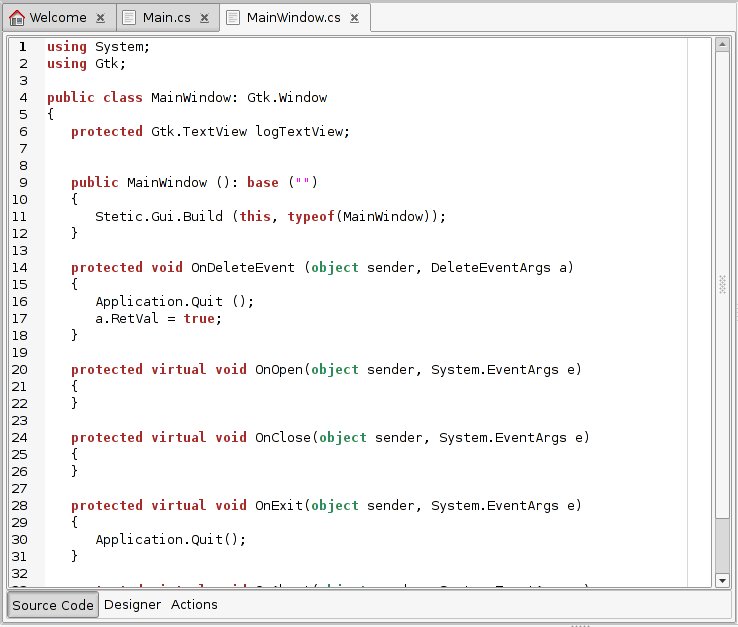 Welcome
Main.cs
MainWindow.cs
1 using System;
2 using Gtk;
3
4 public class MainWindow: Gtk.Window
5 {
6    protected Gtk.TextView logTextView;
7
8
9    public MainWindow (): base ("")
10    {
11       Stetic.Gui.Build (this, typeof(MainWindow));
12    }
13
14    protected void OnDeleteEvent (object sender, DeleteEventArgs a)
15    {
16       Application.Quit ();
17       a.RetVal = true;
18    }
19
20    protected virtual void OnOpen(object sender, System.EventArgs e)
21    {
22    }
23
24    protected virtual void OnClose(object sender, System.EventArgs e)
25    {
26    }
27
28    protected virtual void OnExit(object sender, System.EventArgs e)
29    {
30       Application.Quit();
31    }
32
Source Code Designer Actions